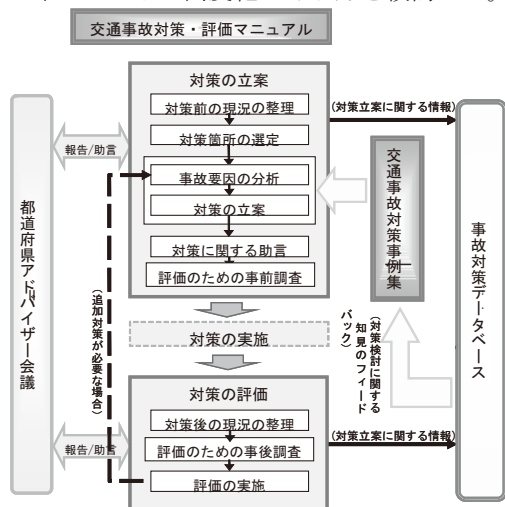 交通事故対策・評価マニュアル
対策の立案
対策前の現況の整理
(対策立案に関する情報)
対策箇所の選定
報告/助言
事故要因の分析
対策の立案
対策に関する助言
評価のための事前調査
交通事故対策事例集
都道府県アドバイザー会議
事故対策データベース
(追加対策が必要な場合)
対策の実施
(対策検討に関する
知見のフィード
バック)
対策の評価
対策後の現況の整理
評価のための事後調査
(対策立案に関する情報)
報告/助言
評価の実施